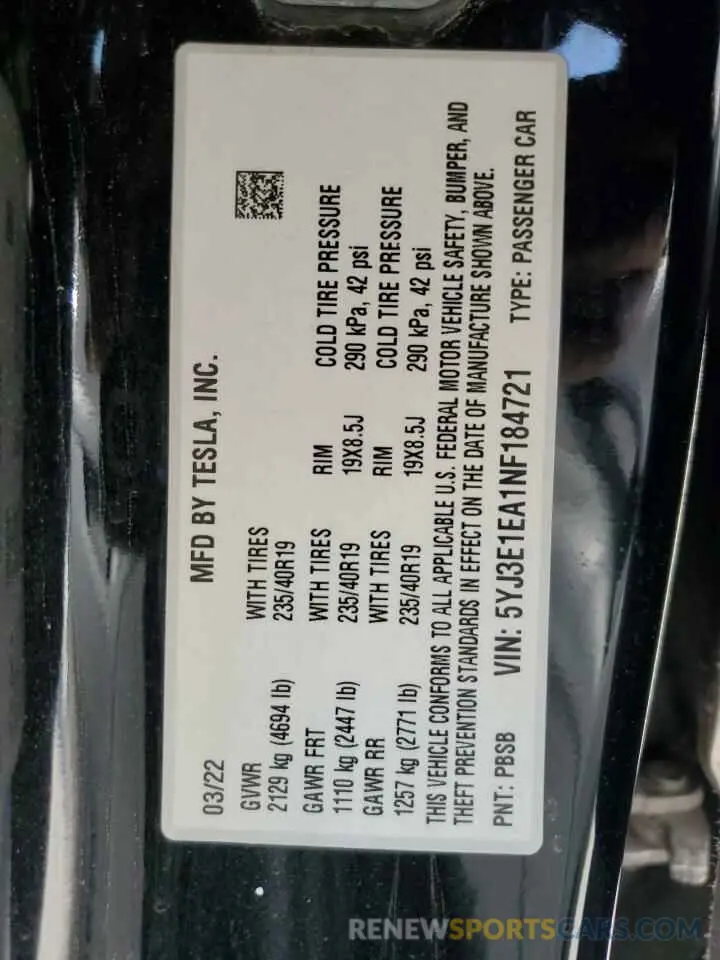 MFD BY TESLA, INC.
03/22
GVWR WITH TIRES
2129 kg (4694 lb) 235/40R19
GAWR FRT WITH TIRES RIM COLD TIRE PRESSURE
1110 kg (2447 lb) 235/40R19 19X8.5J 290 kPa, 42 psi
GAWR RR WITH TIRES RIM COLD TIRE PRESSURE
1257 kg (2771 lb) 235/40R19 19X8.5J 290 kPa, 42 psi
THIS VEHICLE CONFORMS TO ALL APPLICABLE U.S. FEDERAL MOTOR VEHICLE SAFETY, BUMPER, AND
THEFT PREVENTION STANDARDS IN EFFECT ON THE DATE OF MANUFACTURE SHOWN ABOVE.
PNT: PBSB VIN: 5YJ3E1EA1NF184721 TYPE: PASSENGER CAR
RENEWSPORTSCARS.COM